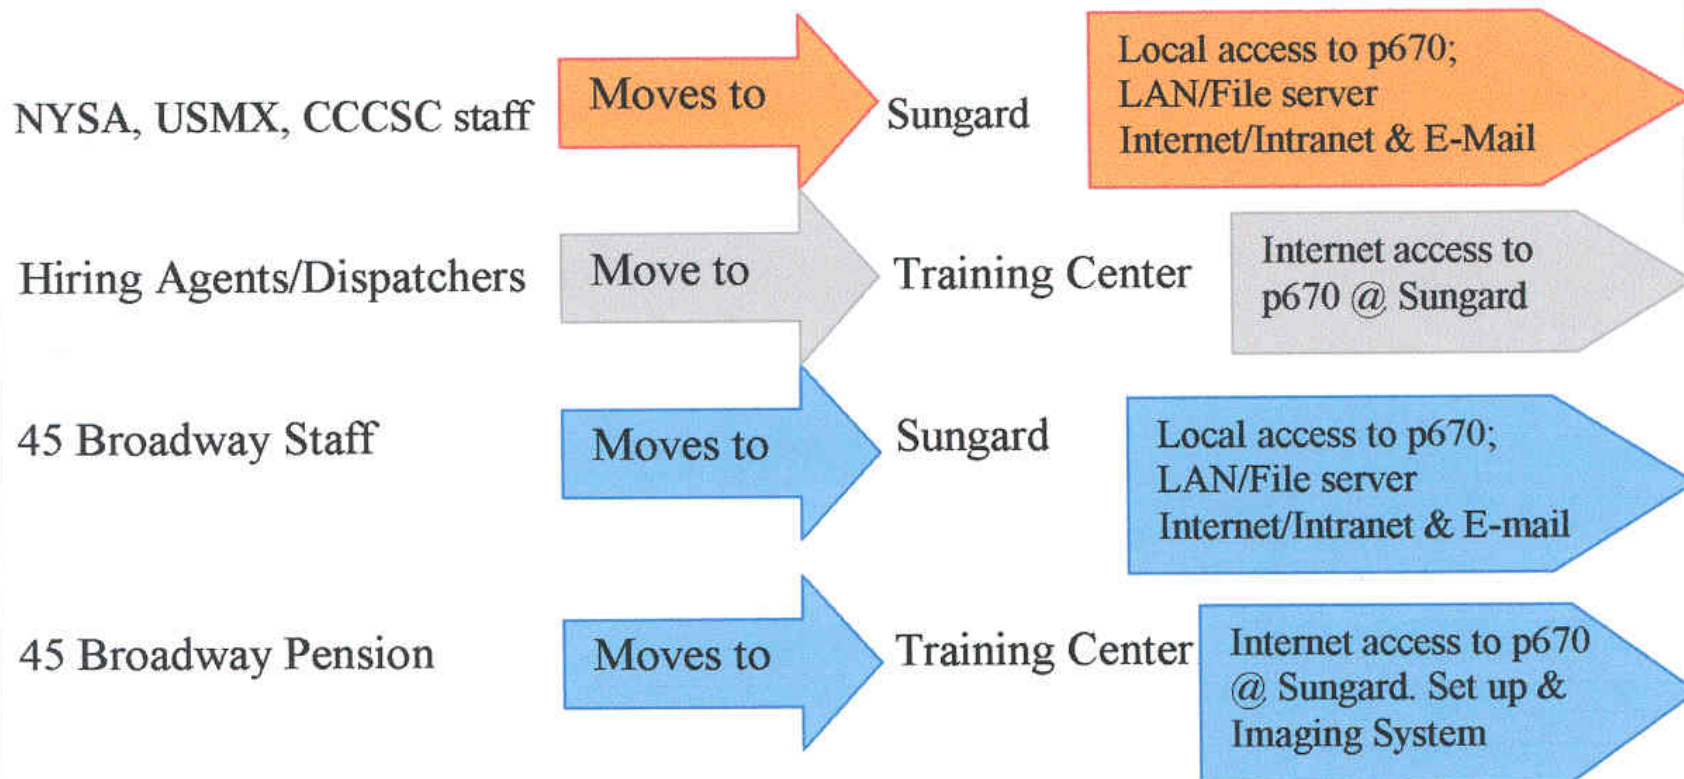 NYSA, USMX, CCCSC staff
Moves to
Sungard
Local access to p670;
LAN/File server
Internet/Intranet & E-Mail
Hiring Agents/Dispatchers
Move to
Training Center
Internet access to
p670 @ Sungard
45 Broadway Staff
Moves to
Sungard
Local access to p670;
LAN/File server
Internet/Intranet & E-mail
45 Broadway Pension
Moves to
Training Center
Internet access to p670
@ Sungard. Set up &
Imaging System